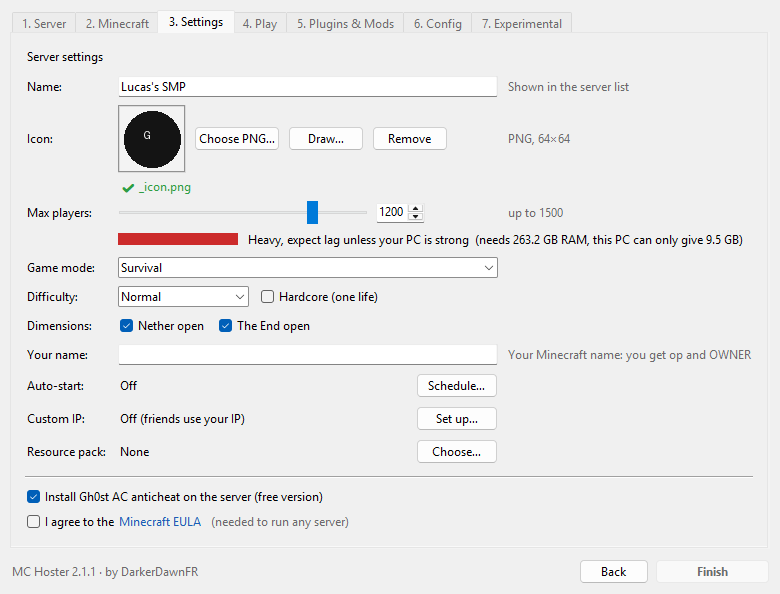 1. Server 2. Minecraft 3. Settings 4. Play 5. Plugins & Mods 6. Config 7. Experimental
Server settings
Name: Lucas's SMP Shown in the server list
Icon: G Choose PNG... Draw... Remove PNG, 64×64
_icon.png
Max players: 1200 up to 1500
Heavy, expect lag unless your PC is strong (needs 263.2 GB RAM, this PC can only give 9.5 GB)
Game mode: Survival
Difficulty: Normal Hardcore (one life)
Dimensions: Nether open The End open
Your name: Your Minecraft name: you get op and OWNER
Auto-start: Off Schedule...
Custom IP: Off (friends use your IP) Set up...
Resource pack: None Choose...
Install Gh0st AC anticheat on the server (free version)
I agree to the Minecraft EULA (needed to run any server)
MC Hoster 2.1.1 · by DarkerDawnFR Back Finish